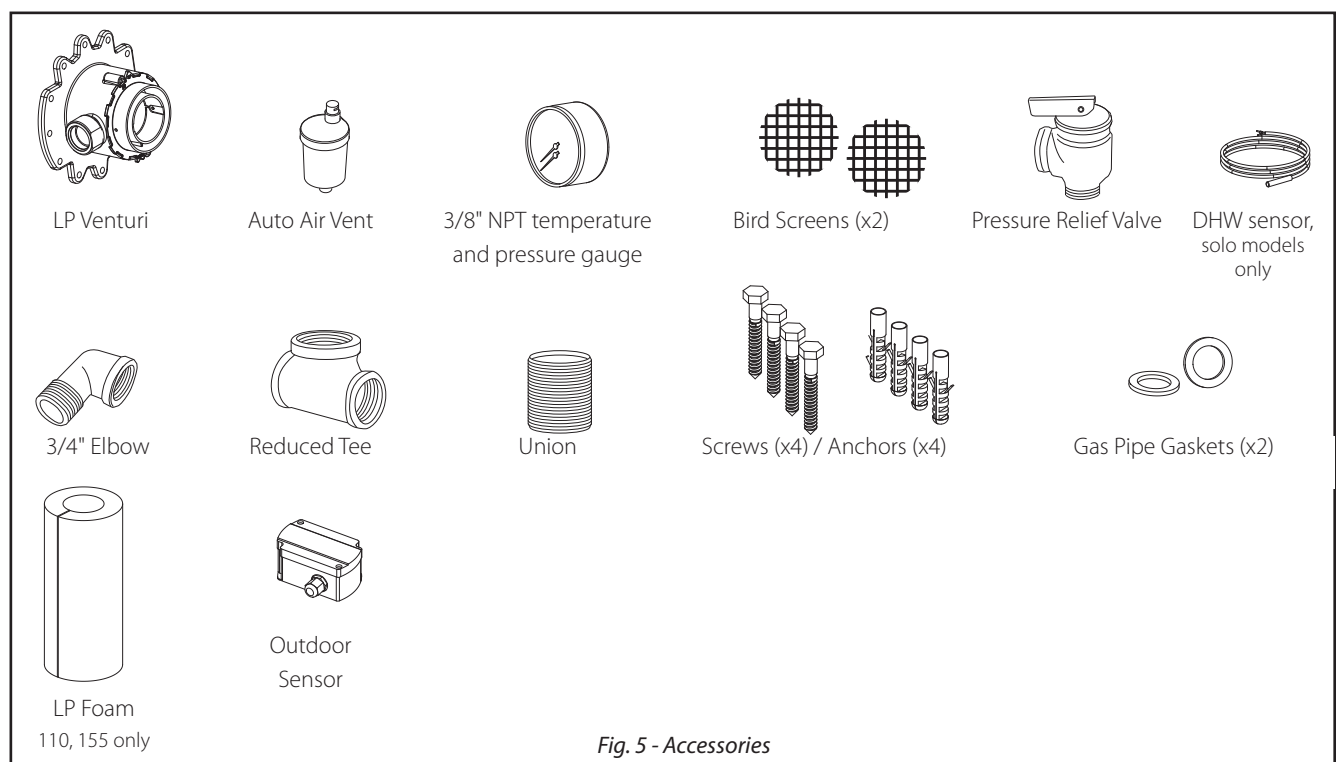 LP Venturi
Auto Air Vent
3/8" NPT temperature
and pressure gauge
Bird Screens (x2)
Pressure Relief Valve
DHW sensor,
solo models
only
3/4" Elbow
Reduced Tee
Union
Screws (x4) / Anchors (x4)
Gas Pipe Gaskets (x2)
LP Foam
110, 155 only
Outdoor
Sensor
Fig. 5 - Accessories